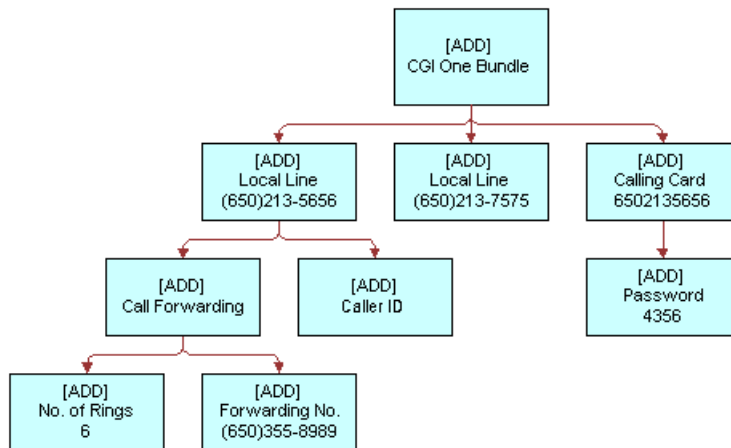 [ADD]
CGI One Bundle
[ADD]
Local Line
(650)213-5656
[ADD]
Local Line
(650)213-7575
[ADD]
Calling Card
6502135656
[ADD]
Call Forwarding
[ADD]
Caller ID
[ADD]
Password
4356
[ADD]
No. of Rings
6
[ADD]
Forwarding No.
(650)355-8989